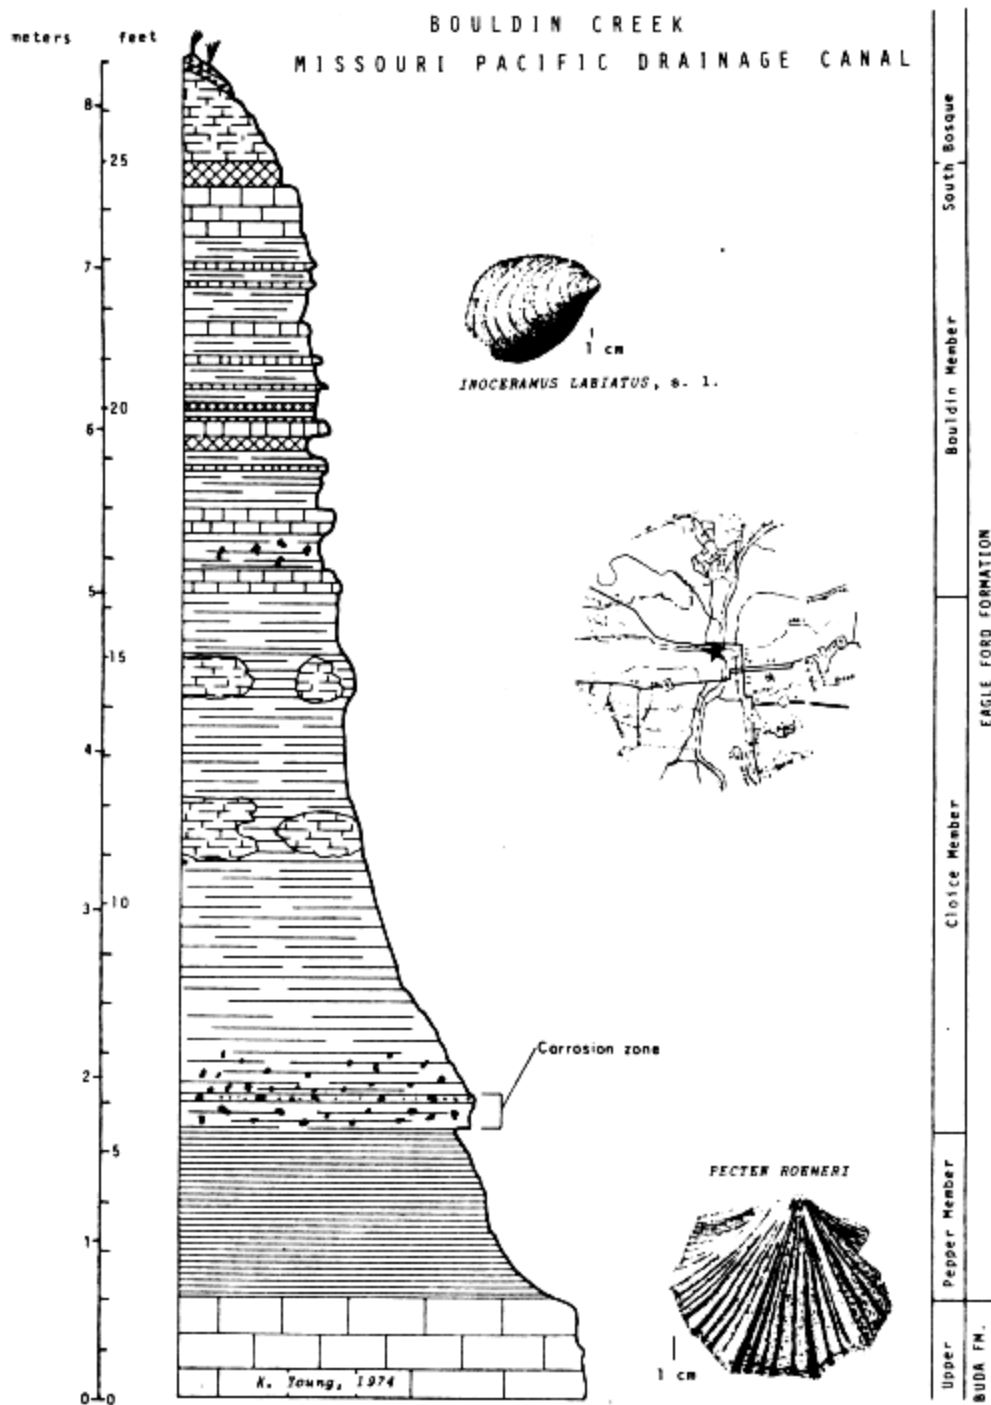 BOULDIN CREEK
MISSOURI PACIFIC DRAINAGE CANAL
meters feet
8
25
7
20
6
5
15
4
3
10
2
5
1
0 0
1 cm
INOCERAMUS LABIATUS, s. l.
Corrosion zone
PECTEN ROEMERI
1 cm
K. Young, 1974
South Bosque
Bouldin Member
Cloice Member
Pepper Member
Upper
EAGLE FORD FORMATION
BUDA FM.